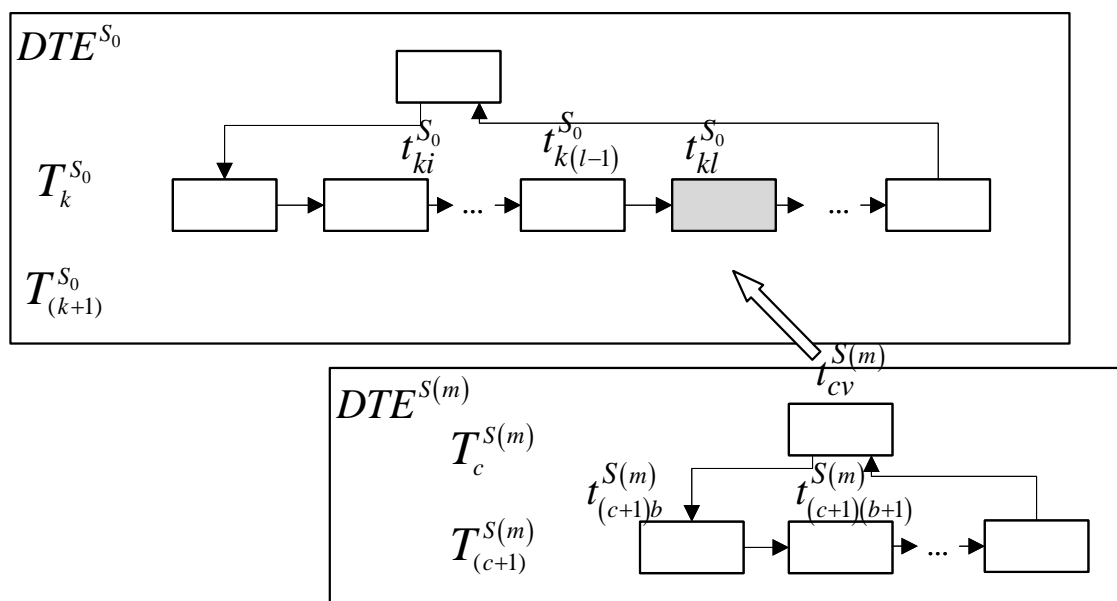 DTE^{S_0}
t_{ki}^{S_0} t_{k(l-1)}^{S_0} t_{kl}^{S_0}
T_k^{S_0}
... ...
T_{(k+1)}^{S_0}
t_{cv}^{S(m)}
DTE^{S(m)}
T_c^{S(m)}
t_{(c+1)b}^{S(m)} t_{(c+1)(b+1)}^{S(m)}
T_{(c+1)}^{S(m)}
...